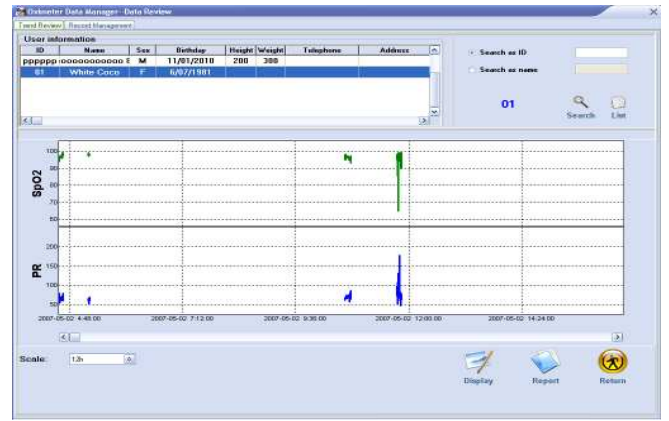 Oximeter Data Manager--Data Review
Trend Review Record Management
User information
ID Name Sex Birthday Height Weight Telephone Address
pppppp ooooooooooo E M 11/01/2010 200 300
01 White Coco F 6/07/1981
Search as ID
Search as name
01
Search List
SpO2
100
90
80
70
60
PR
200
150
100
50
2007-05-02 4:48:00 2007-05-02 7:12:00 2007-05-02 9:36:00 2007-05-02 12:00:00 2007-05-02 14:24:00
Scale: 12h
Display Report Return